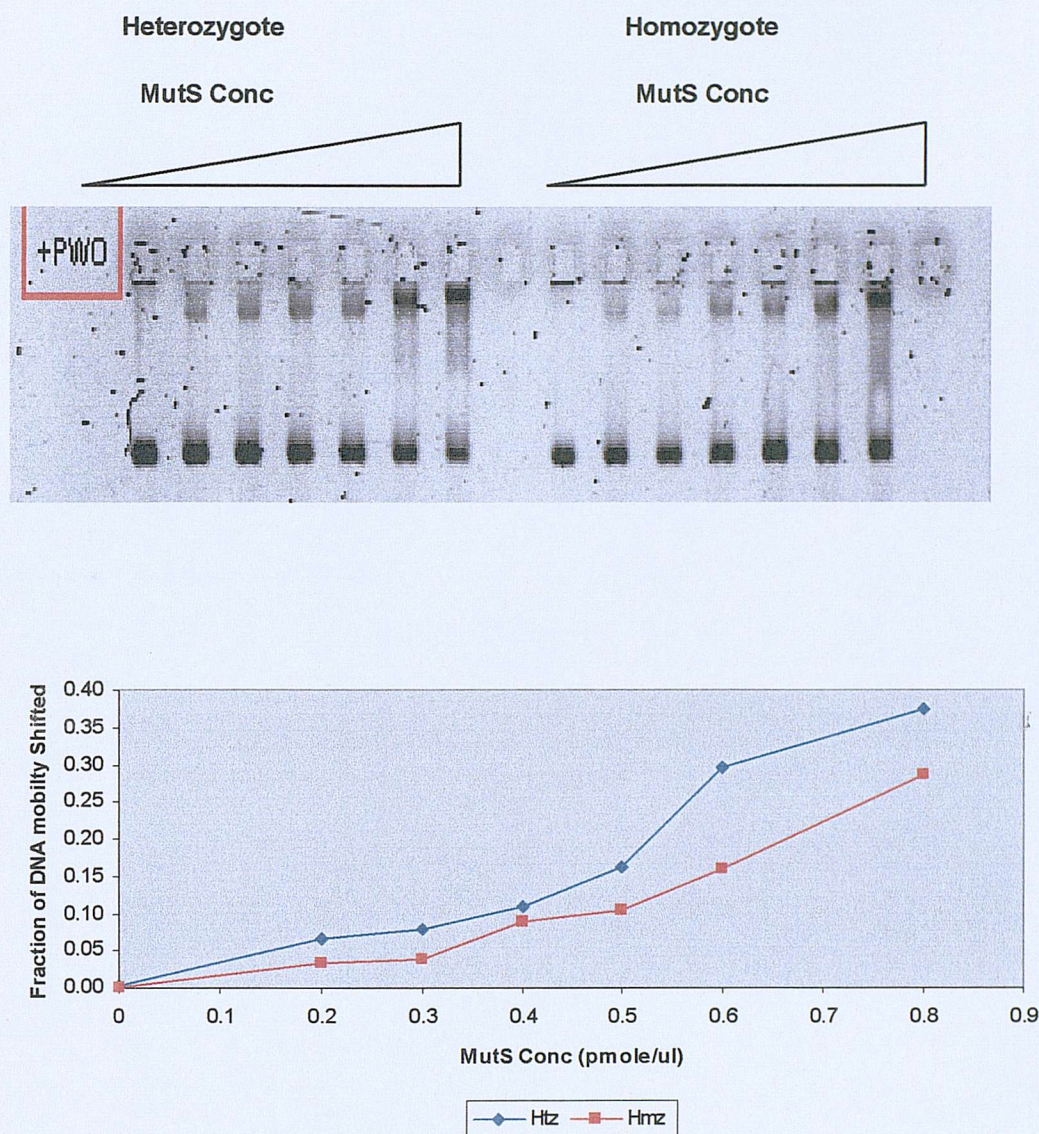 Heterozygote
Homozygote
MutS Conc
MutS Conc
+PWO
Fraction of DNA mobilty Shifted
0.40
0.35
0.30
0.25
0.20
0.15
0.10
0.05
0.00
0 0.1 0.2 0.3 0.4 0.5 0.6 0.7 0.8 0.9
MutS Conc (pmole/ul)
Htz Hmz